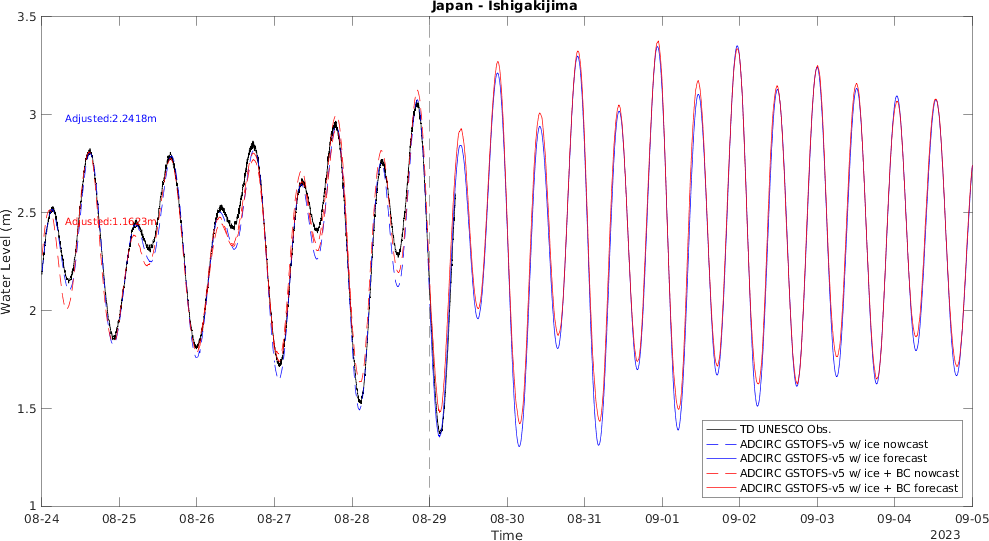 Japan - Ishigakijima
3.5
3
2.5
2
1.5
1
Water Level (m)
Adjusted:2.2418m
Adjusted:1.1623m
TD UNESCO Obs.
ADCIRC GSTOFS-v5 w/ ice nowcast
ADCIRC GSTOFS-v5 w/ ice forecast
ADCIRC GSTOFS-v5 w/ ice + BC nowcast
ADCIRC GSTOFS-v5 w/ ice + BC forecast
08-24 08-25 08-26 08-27 08-28 08-29 08-30 08-31 09-01 09-02 09-03 09-04 09-05
Time
2023